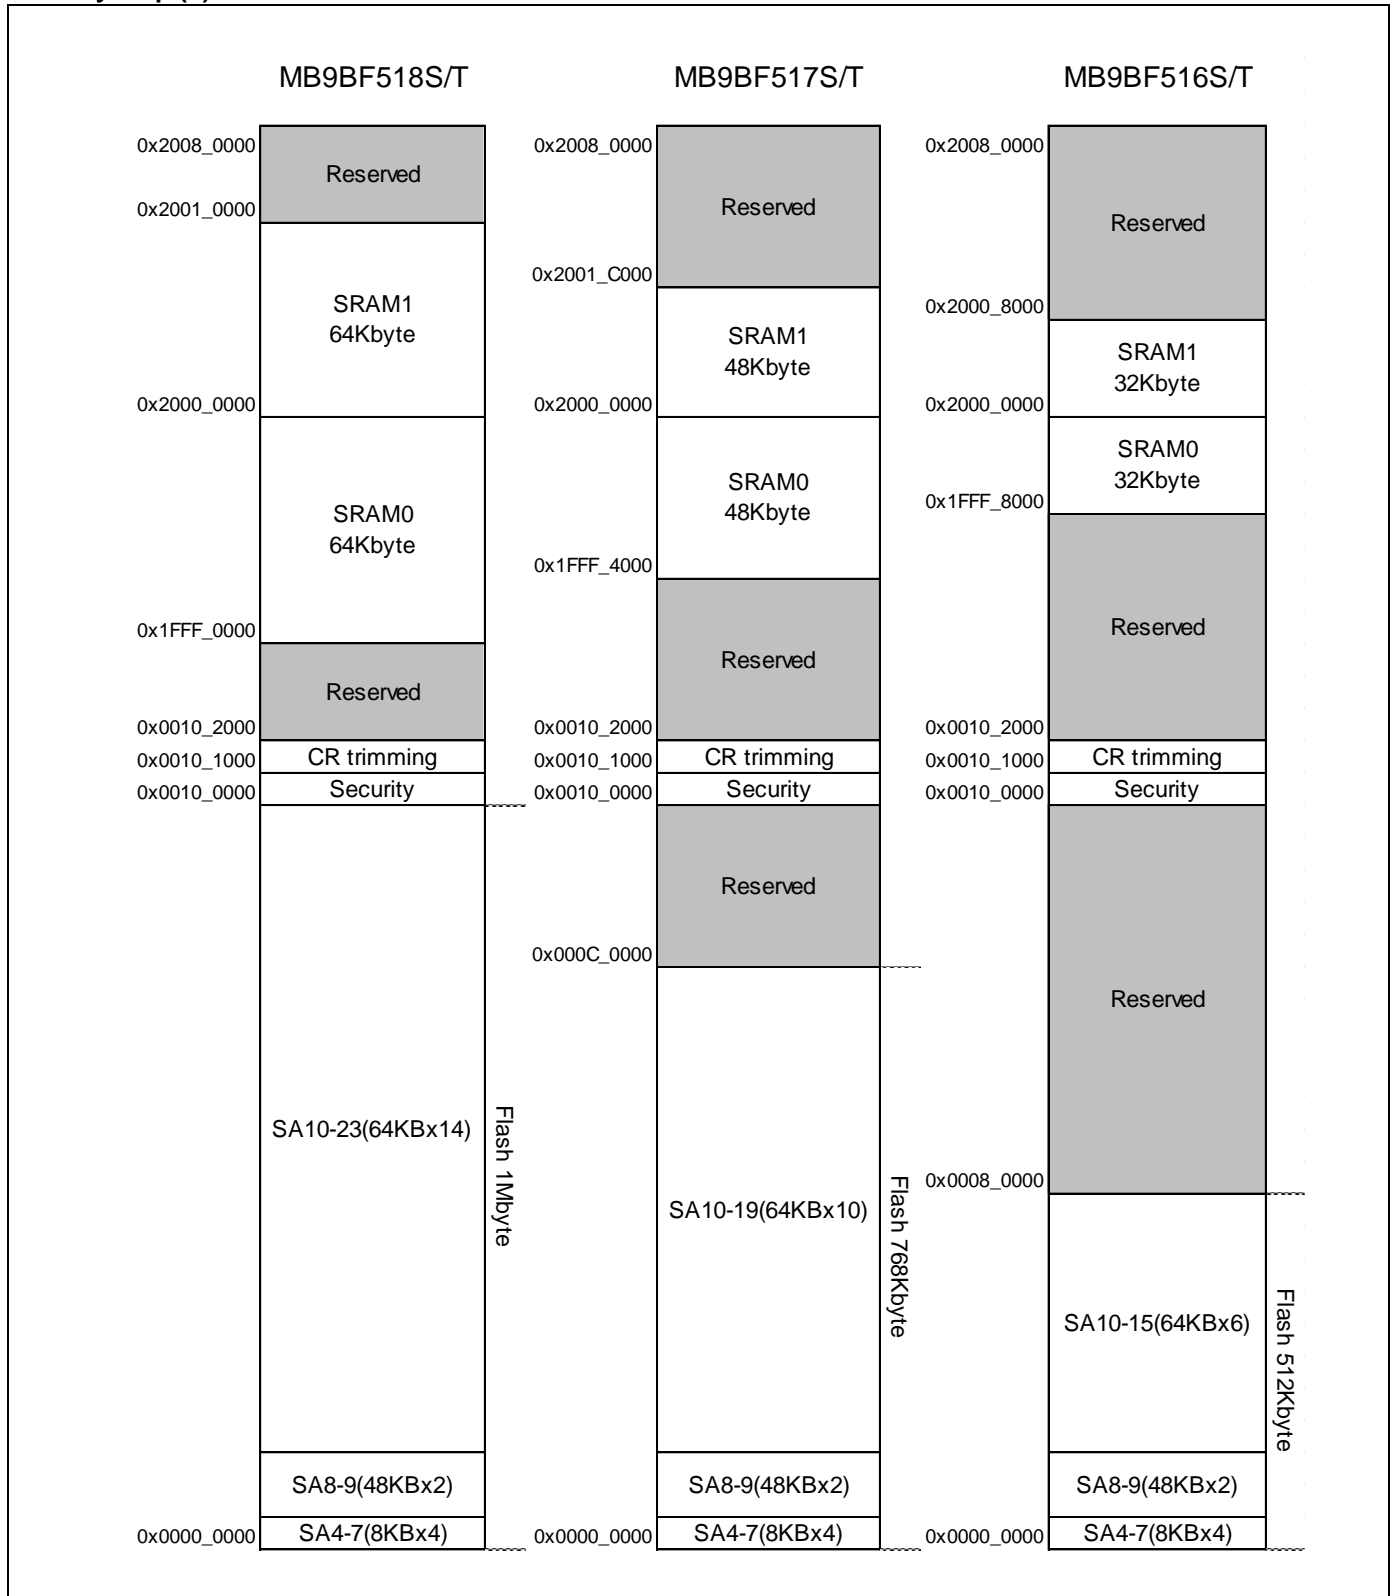 MB9BF518S/T
0x2008_0000
Reserved
0x2001_0000
SRAM1
64Kbyte
0x2000_0000
SRAM0
64Kbyte
0x1FFF_0000
Reserved
0x0010_2000
CR trimming
0x0010_1000
Security
0x0010_0000
SA10-23(64KBx14)
Flash 1Mbyte
SA8-9(48KBx2)
SA4-7(8KBx4)
0x0000_0000
MB9BF517S/T
0x2008_0000
Reserved
0x2001_C000
SRAM1
48Kbyte
0x2000_0000
SRAM0
48Kbyte
0x1FFF_4000
Reserved
0x0010_2000
CR trimming
0x0010_1000
Security
0x0010_0000
Reserved
0x000C_0000
SA10-19(64KBx10)
Flash 768Kbyte
SA8-9(48KBx2)
SA4-7(8KBx4)
0x0000_0000
MB9BF516S/T
0x2008_0000
Reserved
0x2000_8000
SRAM1
32Kbyte
0x2000_0000
SRAM0
32Kbyte
0x1FFF_8000
Reserved
0x0010_2000
CR trimming
0x0010_1000
Security
0x0010_0000
Reserved
0x0008_0000
SA10-15(64KBx6)
Flash 512Kbyte
SA8-9(48KBx2)
SA4-7(8KBx4)
0x0000_0000